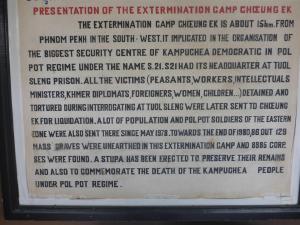 PRESENTATION OF THE EXTERMINATION CAMP CHŒUNG EK
THE EXTERMINATION CAMP CHŒUNG EK IS ABOUT 15km. FROM
PHNOM PENH IN THE SOUTH-WEST. IT IMPLICATED IN THE ORGANISATION OF
THE BIGGEST SECURITY CENTER OF KAMPUCHEA DEMOCRATIC IN POL
POT REGIME UNDER THE NAME S.21. S21 HAD ITS HEADQUARTER AT TUOL
SLENG PRISON. ALL THE VICTIMS (PEASANTS, WORKERS, INTELLECTUALS
MINISTERS, KHMER DIPLOMATS, FOREIGNERS, WOMEN, CHILDREN...) DETAINED AND
TORTURED DURING INTERROGATING AT TUOL SLENG WERE LATER SENT TO CHŒUNG
EK FOR LIQUIDATION. A LOT OF POPULATION AND POL POT SOLDIERS OF THE EASTERN
ZONE WERE ALSO SENT THERE SINCE MAY 1978. TOWARDS THE END OF 1980, 86 OUT 129
MASS GRAVES WERE UNEARTHED IN THIS EXTERMINATION CAMP AND 8985 CORP-
SES WERE FOUND. A STUPA HAS BEEN ERECTED TO PRESERVE THEIR REMAINS
AND ALSO TO COMMEMORATE THE DEATH OF THE KAMPUCHEA PEOPLE
UNDER POL POT REGIME.